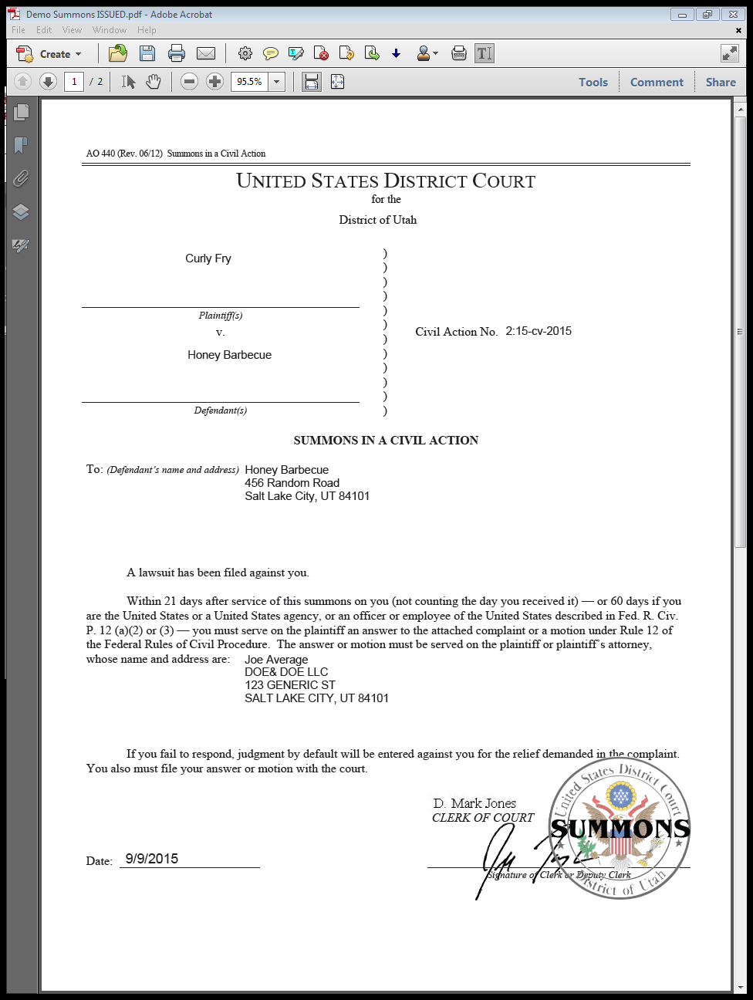 Demo Summons ISSUED.pdf - Adobe Acrobat
File Edit View Window Help
Create
1 / 2 95.5% Tools Comment Share
AO 440 (Rev. 06/12) Summons in a Civil Action
UNITED STATES DISTRICT COURT
for the
District of Utah
Curly Fry
)
)
)
)
)
)
)
)
)
)
)
)
Plaintiff(s)
v.
Civil Action No. 2:15-cv-2015
Honey Barbecue
Defendant(s)
SUMMONS IN A CIVIL ACTION
To: (Defendant's name and address) Honey Barbecue
456 Random Road
Salt Lake City, UT 84101
A lawsuit has been filed against you.
Within 21 days after service of this summons on you (not counting the day you received it) — or 60 days if you
are the United States or a United States agency, or an officer or employee of the United States described in Fed. R. Civ.
P. 12 (a)(2) or (3) — you must serve on the plaintiff an answer to the attached complaint or a motion under Rule 12 of
the Federal Rules of Civil Procedure. The answer or motion must be served on the plaintiff or plaintiff's attorney,
whose name and address are: Joe Average
DOE& DOE LLC
123 GENERIC ST
SALT LAKE CITY, UT 84101
If you fail to respond, judgment by default will be entered against you for the relief demanded in the complaint.
You also must file your answer or motion with the court.
D. Mark Jones
CLERK OF COURT
United States District Court
SUMMONS
District of Utah
Date: 9/9/2015
Signature of Clerk or Deputy Clerk